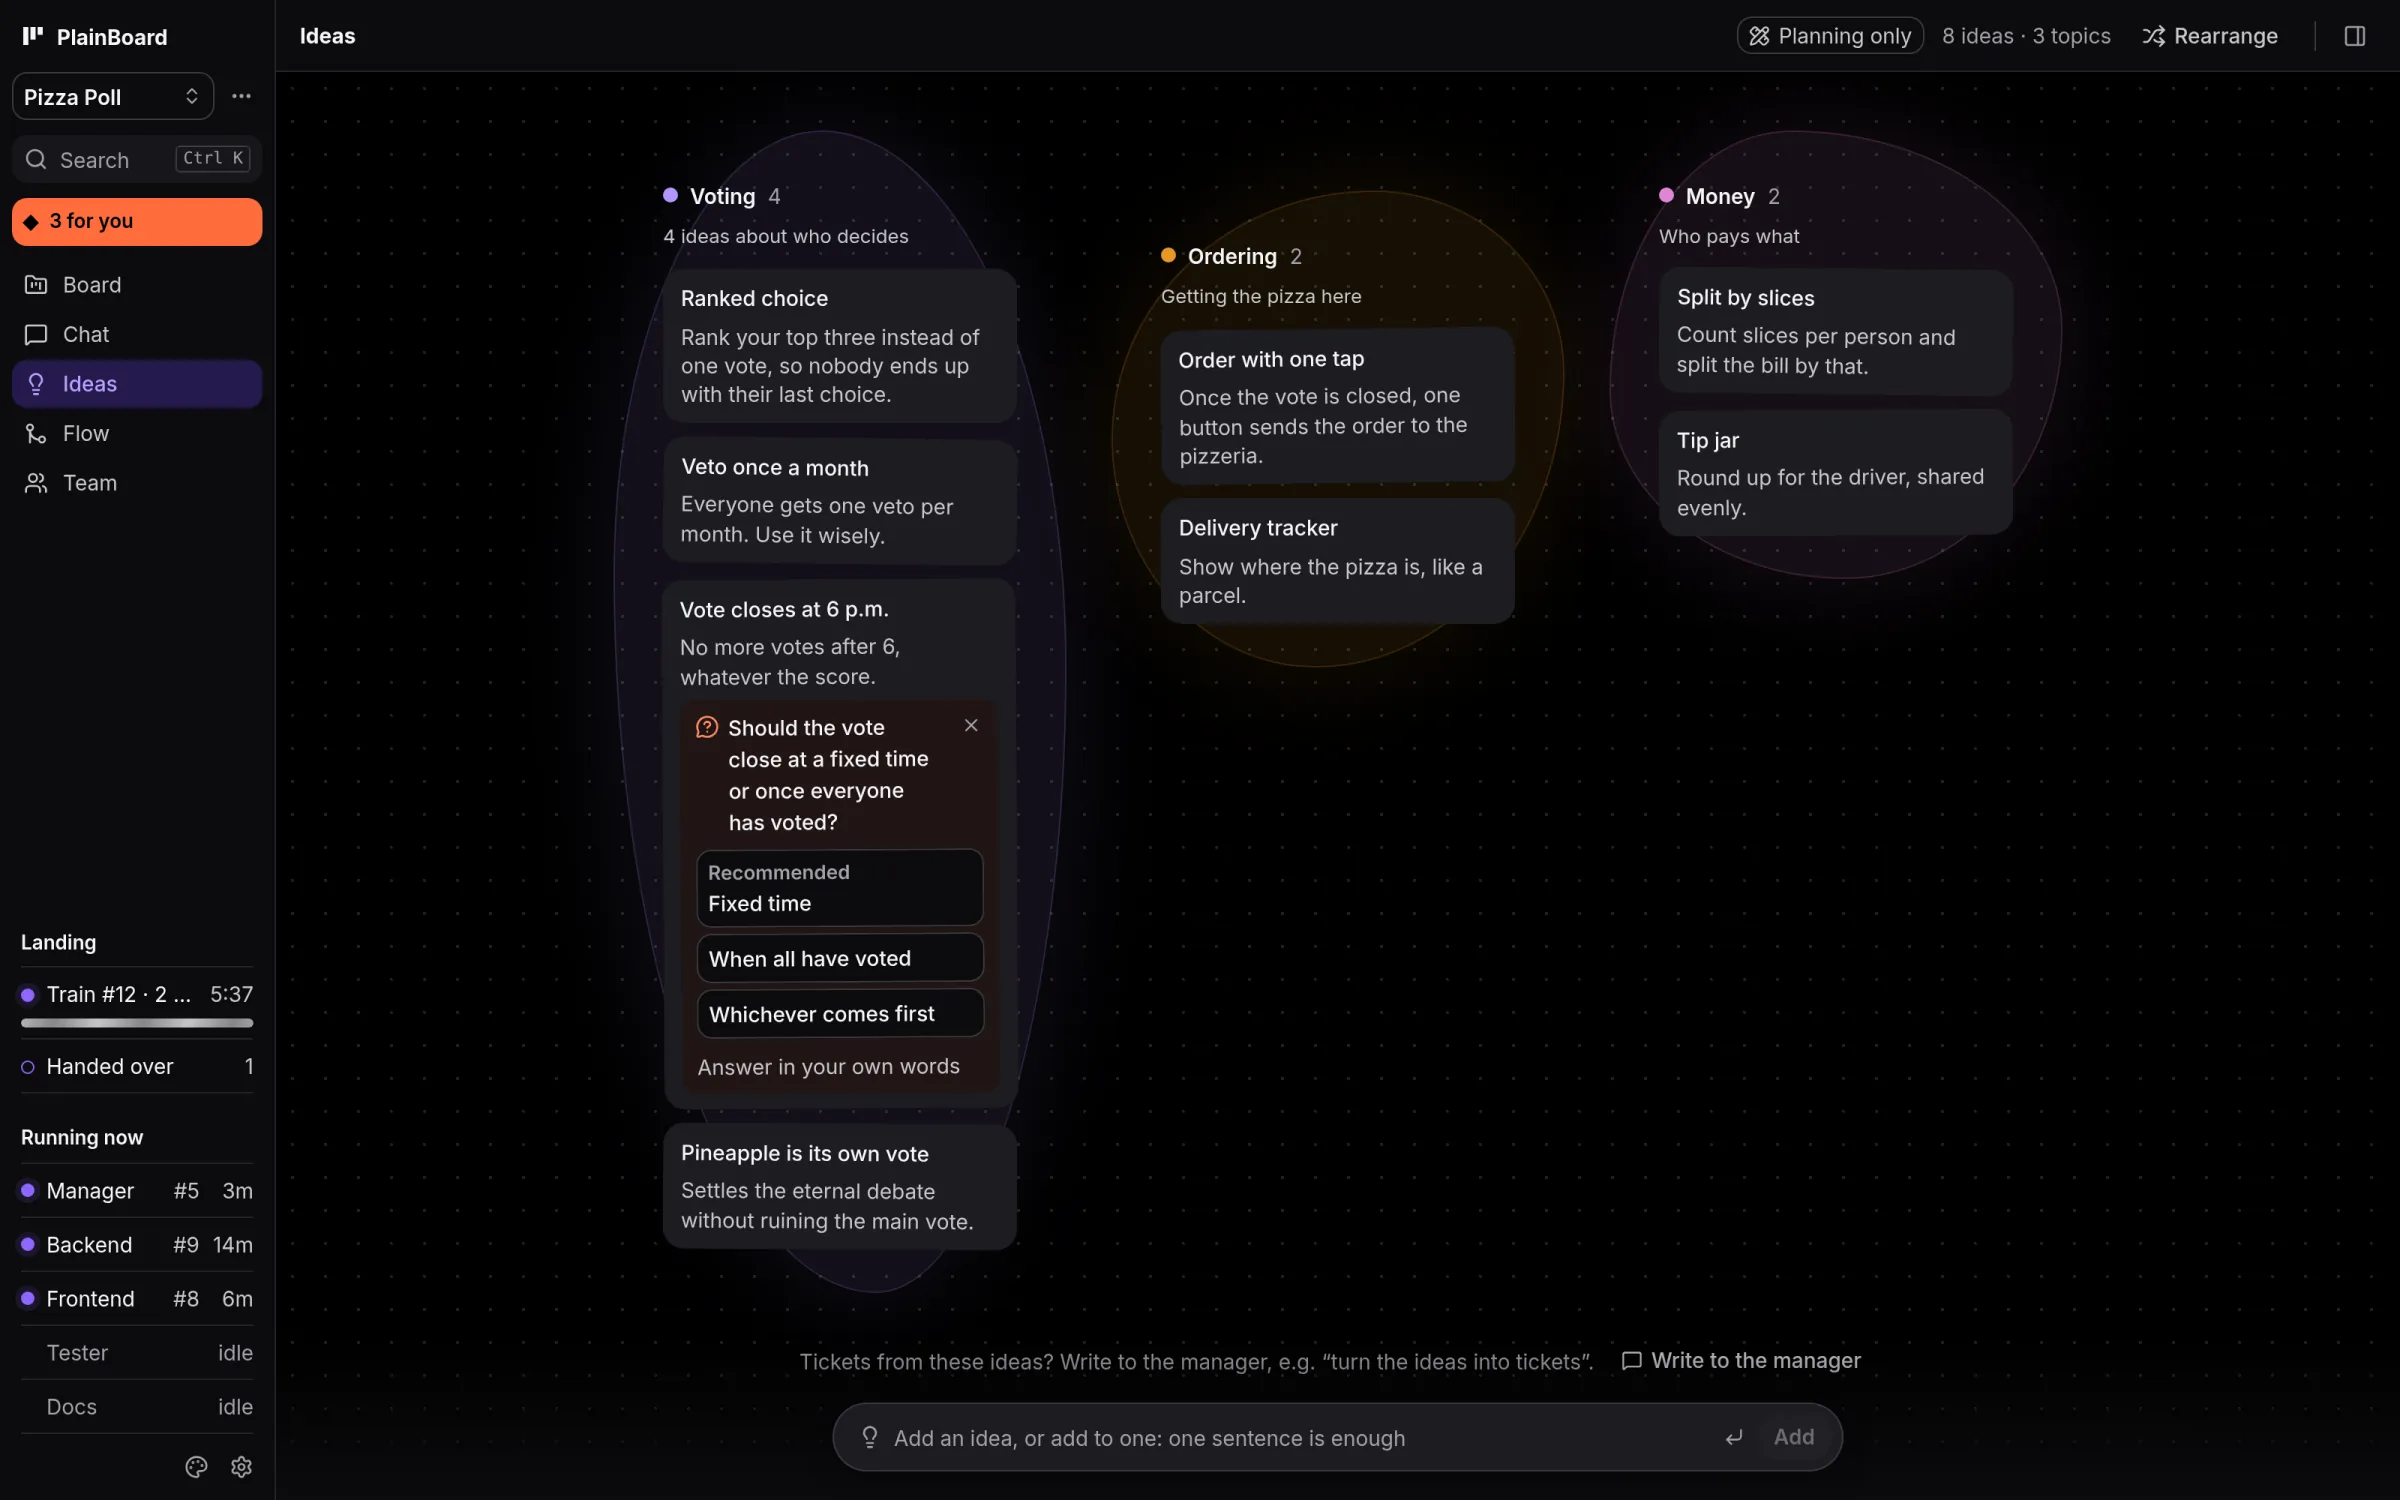 PlainBoard
Pizza Poll
Search Ctrl K
3 for you
Board
Chat
Ideas
Flow
Team
Landing
Train #12 · 2 ... 5:37
Handed over 1
Running now
Manager #5 3m
Backend #9 14m
Frontend #8 6m
Tester idle
Docs idle
Ideas
Planning only
8 ideas · 3 topics
Rearrange
Voting 4
4 ideas about who decides
Ranked choice
Rank your top three instead of
one vote, so nobody ends up
with their last choice.
Veto once a month
Everyone gets one veto per
month. Use it wisely.
Vote closes at 6 p.m.
No more votes after 6,
whatever the score.
Should the vote
close at a fixed time
or once everyone
has voted?
Recommended
Fixed time
When all have voted
Whichever comes first
Answer in your own words
Pineapple is its own vote
Settles the eternal debate
without ruining the main vote.
Ordering 2
Getting the pizza here
Order with one tap
Once the vote is closed, one
button sends the order to the
pizzeria.
Delivery tracker
Show where the pizza is, like a
parcel.
Money 2
Who pays what
Split by slices
Count slices per person and
split the bill by that.
Tip jar
Round up for the driver, shared
evenly.
Tickets from these ideas? Write to the manager, e.g. “turn the ideas into tickets”.
Write to the manager
Add an idea, or add to one: one sentence is enough
Add